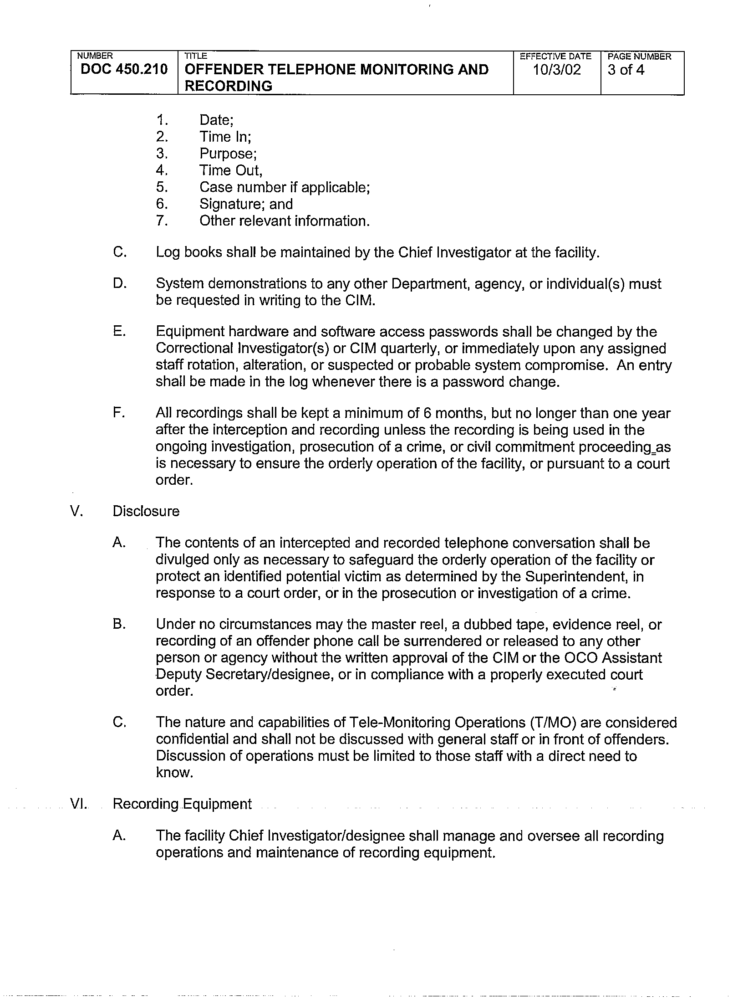 NUMBER TITLE EFFECTIVE DATE PAGE NUMBER
DOC 450.210 OFFENDER TELEPHONE MONITORING AND 10/3/02 3 of 4
RECORDING
1. Date;
2. Time In;
3. Purpose;
4. Time Out,
5. Case number if applicable;
6. Signature; and
7. Other relevant information.
C. Log books shall be maintained by the Chief Investigator at the facility.
D. System demonstrations to any other Department, agency, or individual(s) must
be requested in writing to the CIM.
E. Equipment hardware and software access passwords shall be changed by the
Correctional Investigator(s) or CIM quarterly, or immediately upon any assigned
staff rotation, alteration, or suspected or probable system compromise. An entry
shall be made in the log whenever there is a password change.
F. All recordings shall be kept a minimum of 6 months, but no longer than one year
after the interception and recording unless the recording is being used in the
ongoing investigation, prosecution of a crime, or civil commitment proceeding as
is necessary to ensure the orderly operation of the facility, or pursuant to a court
order.
V. Disclosure
A. The contents of an intercepted and recorded telephone conversation shall be
divulged only as necessary to safeguard the orderly operation of the facility or
protect an identified potential victim as determined by the Superintendent, in
response to a court order, or in the prosecution or investigation of a crime.
B. Under no circumstances may the master reel, a dubbed tape, evidence reel, or
recording of an offender phone call be surrendered or released to any other
person or agency without the written approval of the CIM or the OCO Assistant
Deputy Secretary/designee, or in compliance with a properly executed court
order.
C. The nature and capabilities of Tele-Monitoring Operations (T/MO) are considered
confidential and shall not be discussed with general staff or in front of offenders.
Discussion of operations must be limited to those staff with a direct need to
know.
VI. Recording Equipment
A. The facility Chief Investigator/designee shall manage and oversee all recording
operations and maintenance of recording equipment.